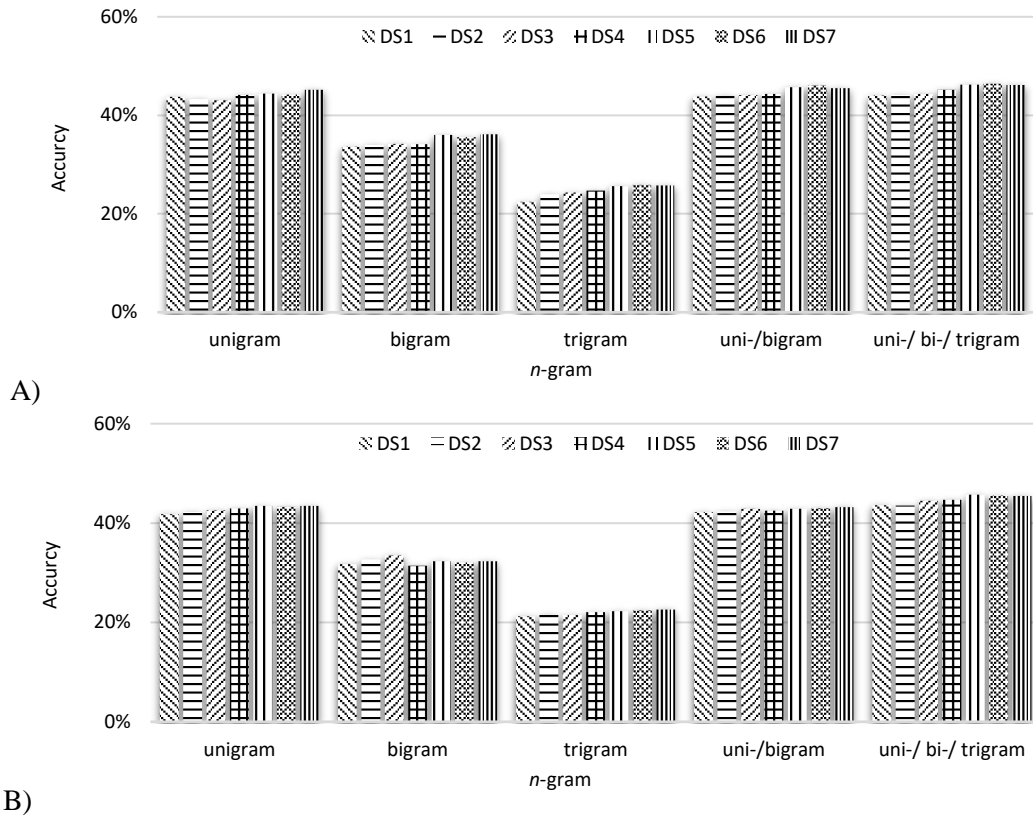 60%
DS1 DS2 DS3 DS4 DS5 DS6 DS7
40%
Accurcy
20%
0%
unigram bigram trigram uni-/bigram uni-/ bi-/ trigram
n-gram
A)
60%
DS1 DS2 DS3 DS4 DS5 DS6 DS7
40%
Accurcy
20%
0%
unigram bigram trigram uni-/bigram uni-/ bi-/ trigram
n-gram
B)